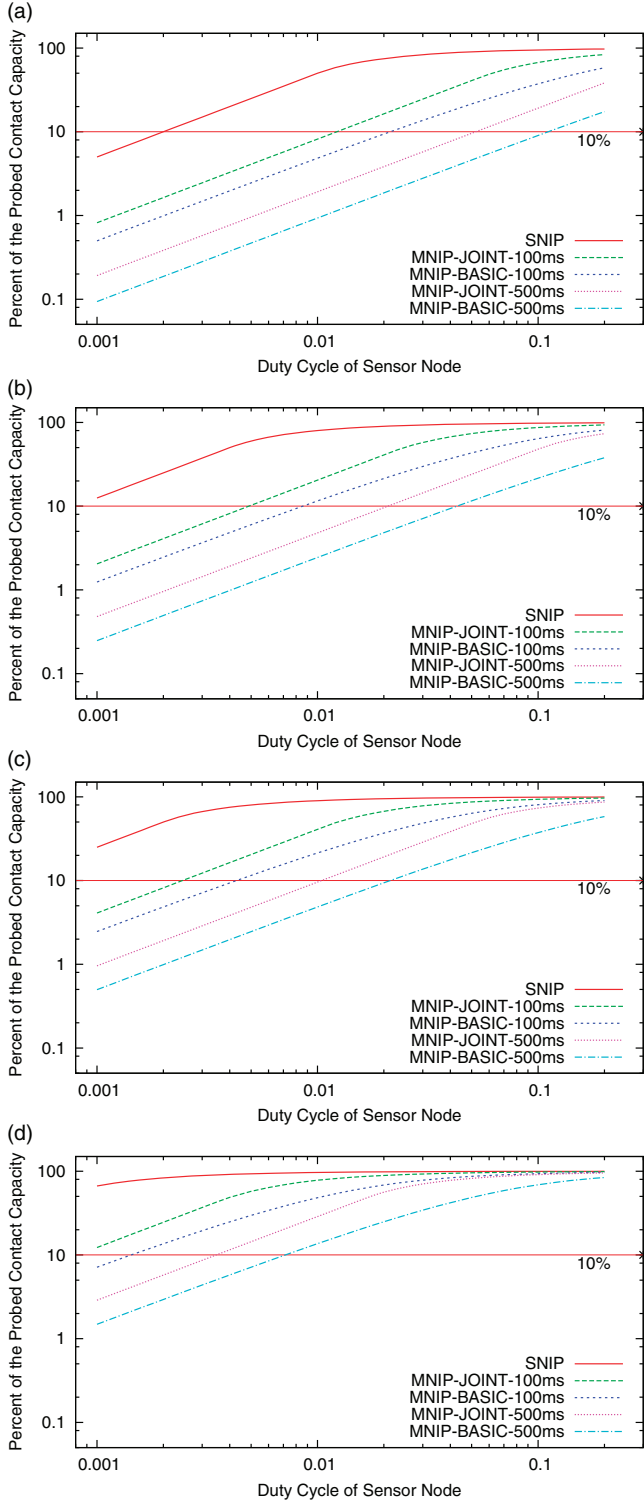 (a)
Percent of the Probed Contact Capacity
100
10
1
0.1
10%
SNIP
MNIP-JOINT-100ms
MNIP-BASIC-100ms
MNIP-JOINT-500ms
MNIP-BASIC-500ms
0.001
0.01
0.1
Duty Cycle of Sensor Node
(b)
Percent of the Probed Contact Capacity
100
10
1
0.1
10%
SNIP
MNIP-JOINT-100ms
MNIP-BASIC-100ms
MNIP-JOINT-500ms
MNIP-BASIC-500ms
0.001
0.01
0.1
Duty Cycle of Sensor Node
(c)
Percent of the Probed Contact Capacity
100
10
1
0.1
10%
SNIP
MNIP-JOINT-100ms
MNIP-BASIC-100ms
MNIP-JOINT-500ms
MNIP-BASIC-500ms
0.001
0.01
0.1
Duty Cycle of Sensor Node
(d)
Percent of the Probed Contact Capacity
100
10
1
0.1
10%
SNIP
MNIP-JOINT-100ms
MNIP-BASIC-100ms
MNIP-JOINT-500ms
MNIP-BASIC-500ms
0.001
0.01
0.1
Duty Cycle of Sensor Node